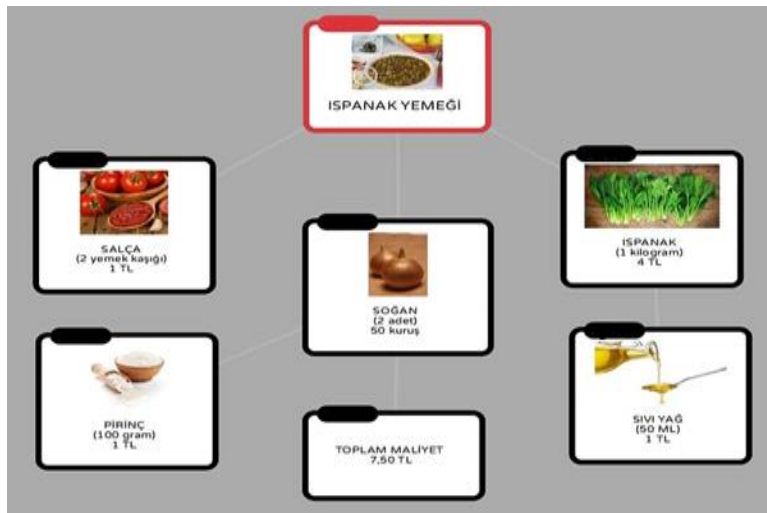 ISPANAK YEMEĞİ
SALÇA
(2 yemek kaşığı)
1 TL
SOĞAN
(2 adet)
50 kuruş
ISPANAK
(1 kilogram)
4 TL
PİRİNÇ
(100 gram)
1 TL
TOPLAM MALİYET
7,50 TL
SIVI YAĞ
(50 ML)
1 TL